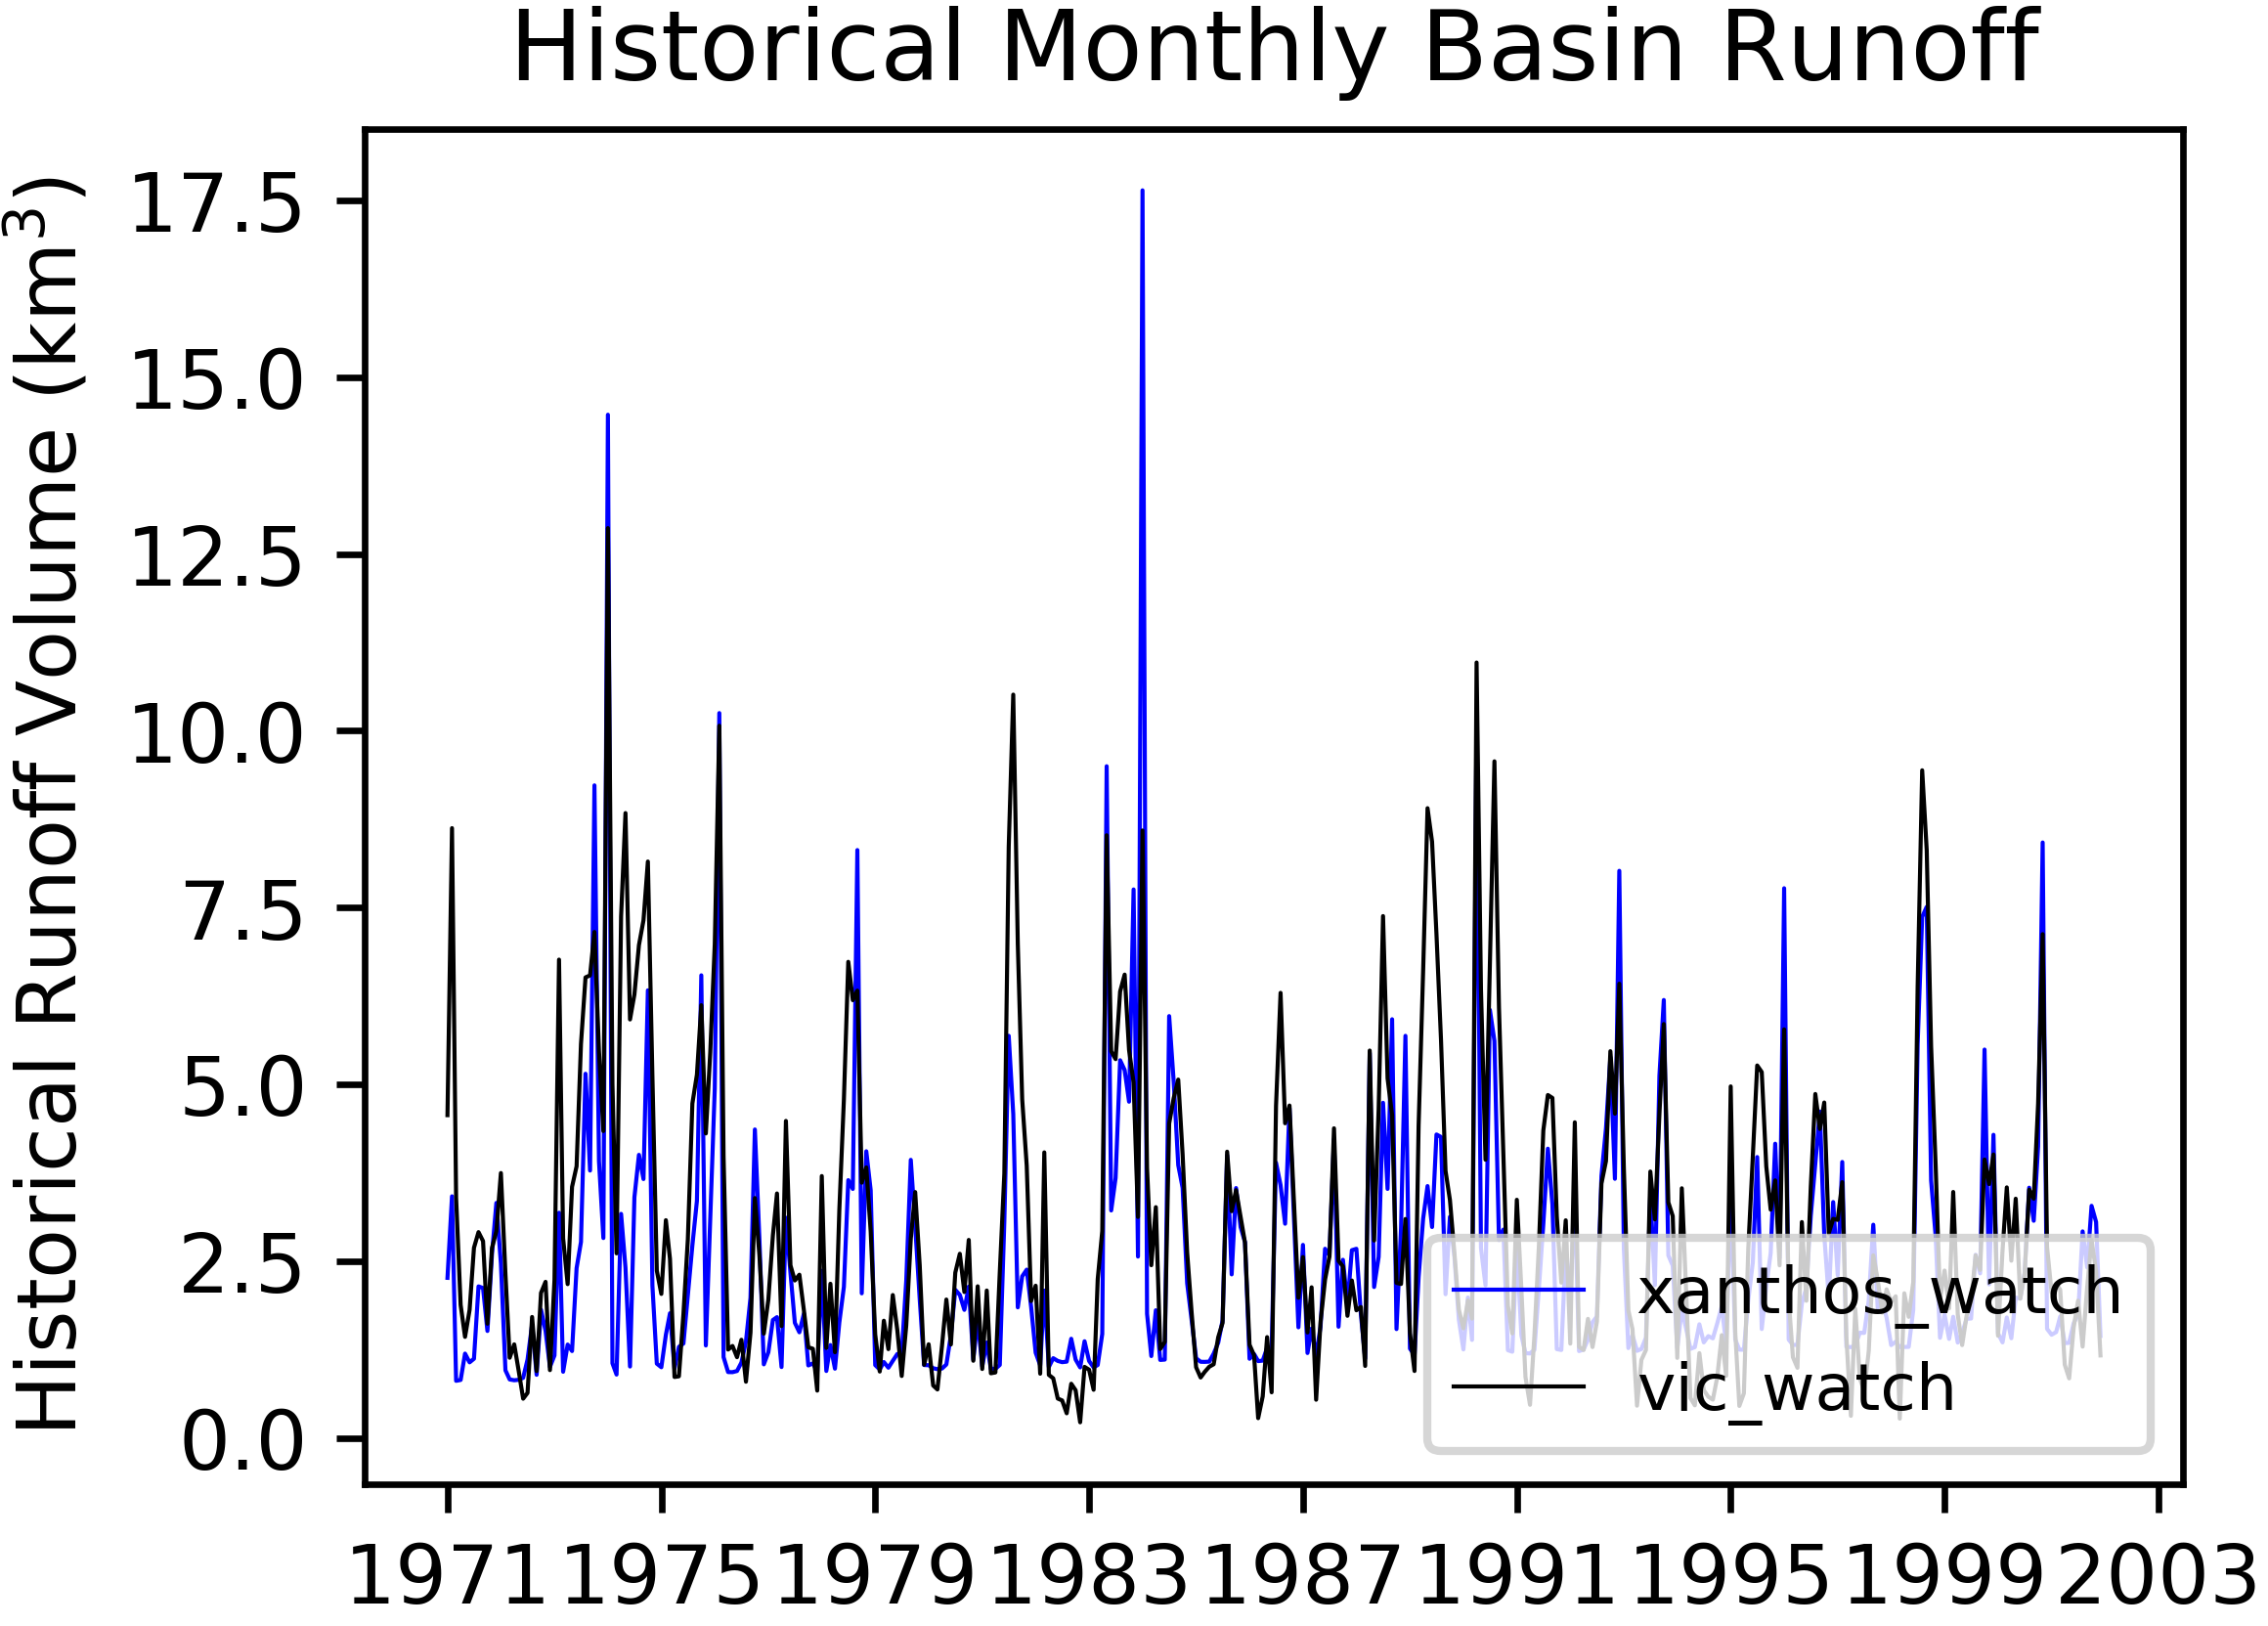 Historical Monthly Basin Runoff
Historical Runoff Volume (km³)
17.5
15.0
12.5
10.0
7.5
5.0
2.5
0.0
xanthos_watch
vic_watch
1971 1975 1979 1983 1987 1991 1995 1999 2003